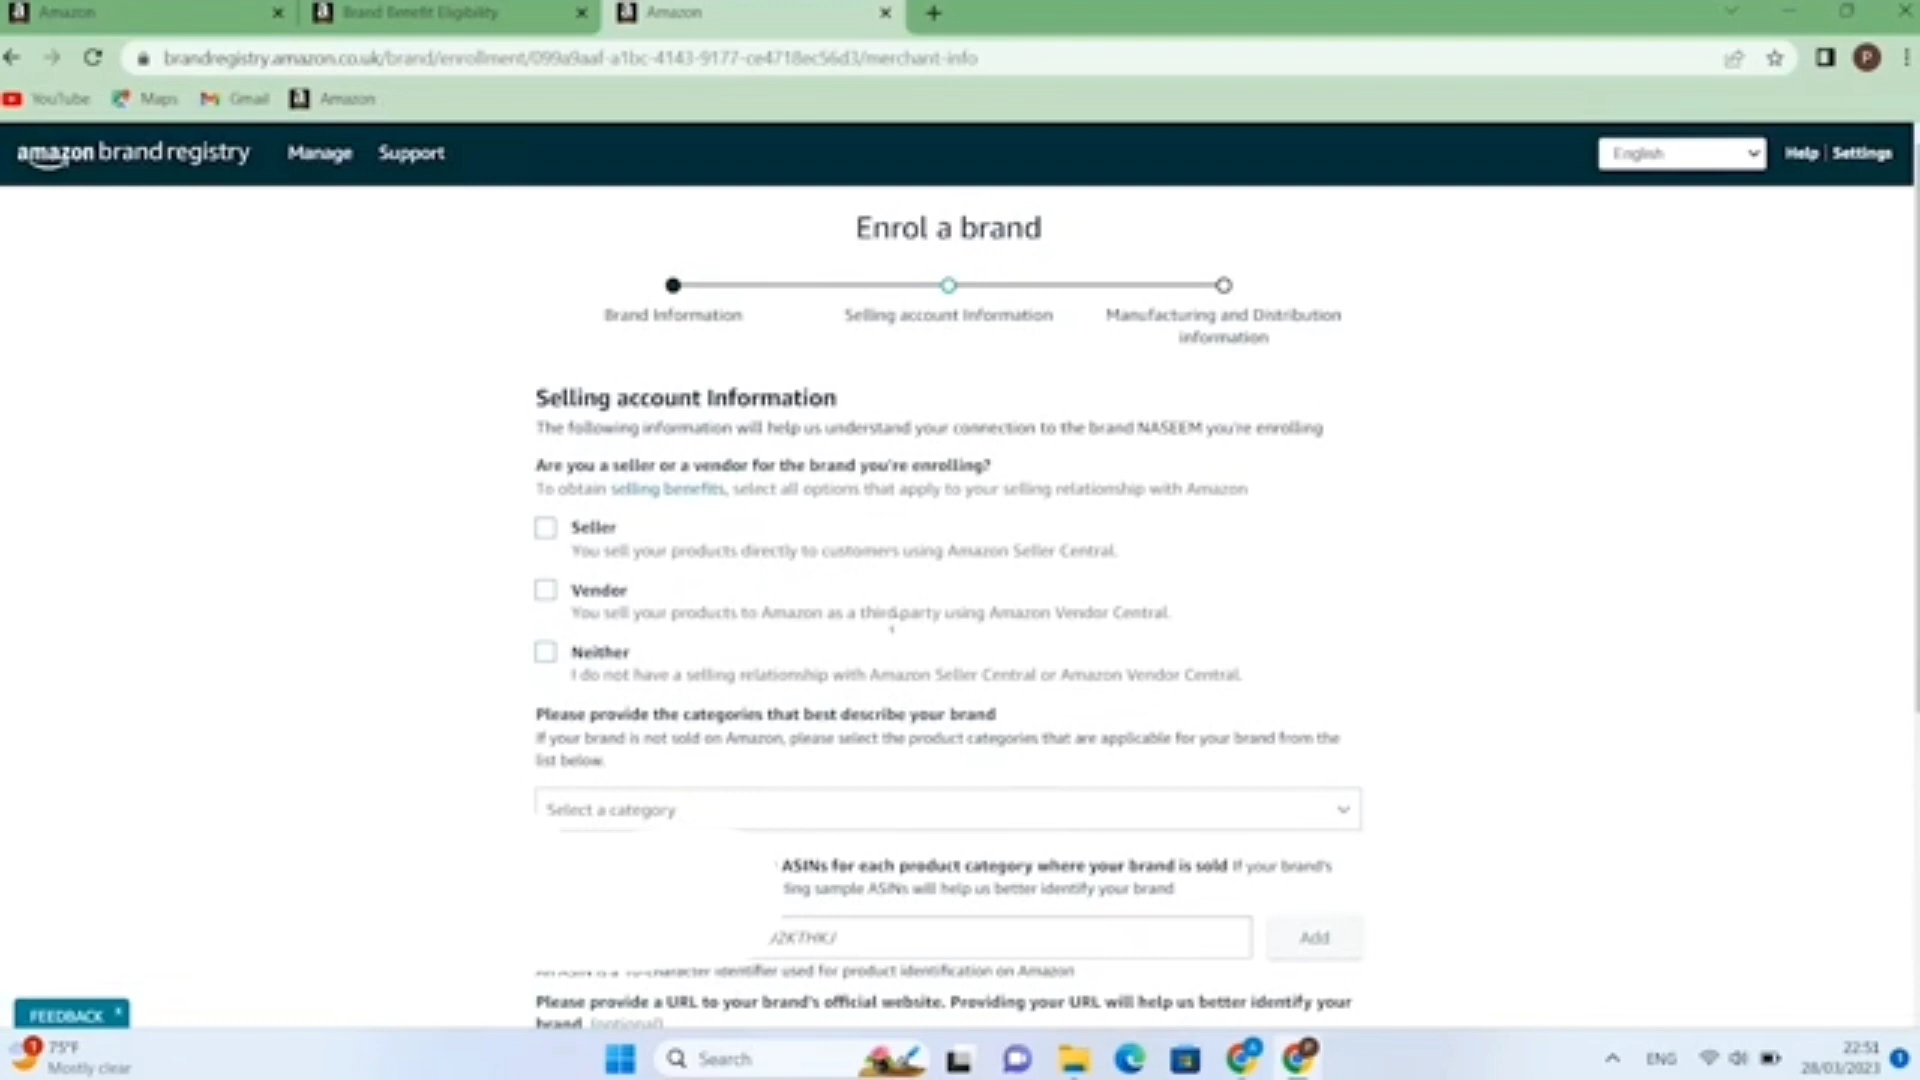 Amazon
Brand Benefit Eligibility
Amazon
brandregistry.amazon.co.uk/brand/enrollment/099a9aaf-a1bc-4143-9177-ce4718ec56d3/merchant-info
P
YouTube Maps Gmail Amazon
amazon brand registry Manage Support English Help Settings
Enrol a brand
Brand Information
Selling account Information
Manufacturing and Distribution
information
Selling account Information
The following information will help us understand your connection to the brand NASEEM you're enrolling
Are you a seller or a vendor for the brand you're enrolling?
To obtain selling benefits, select all options that apply to your selling relationship with Amazon
Seller
You sell your products directly to customers using Amazon Seller Central.
Vendor
You sell your products to Amazon as a third party using Amazon Vendor Central.
Neither
I do not have a selling relationship with Amazon Seller Central or Amazon Vendor Central.
Please provide the categories that best describe your brand
If your brand is not sold on Amazon, please select the product categories that are applicable for your brand from the
list below.
Select a category
ASINs for each product category where your brand is sold If your brand's
ing sample ASINs will help us better identify your brand
J2KTHKJ
Add
identifier used for product identification on Amazon
Please provide a URL to your brand's official website. Providing your URL will help us better identify your
brand. (optional)
FEEDBACK
1
75°F
Mostly clear
Search
ENG
22:51
28/03/2023